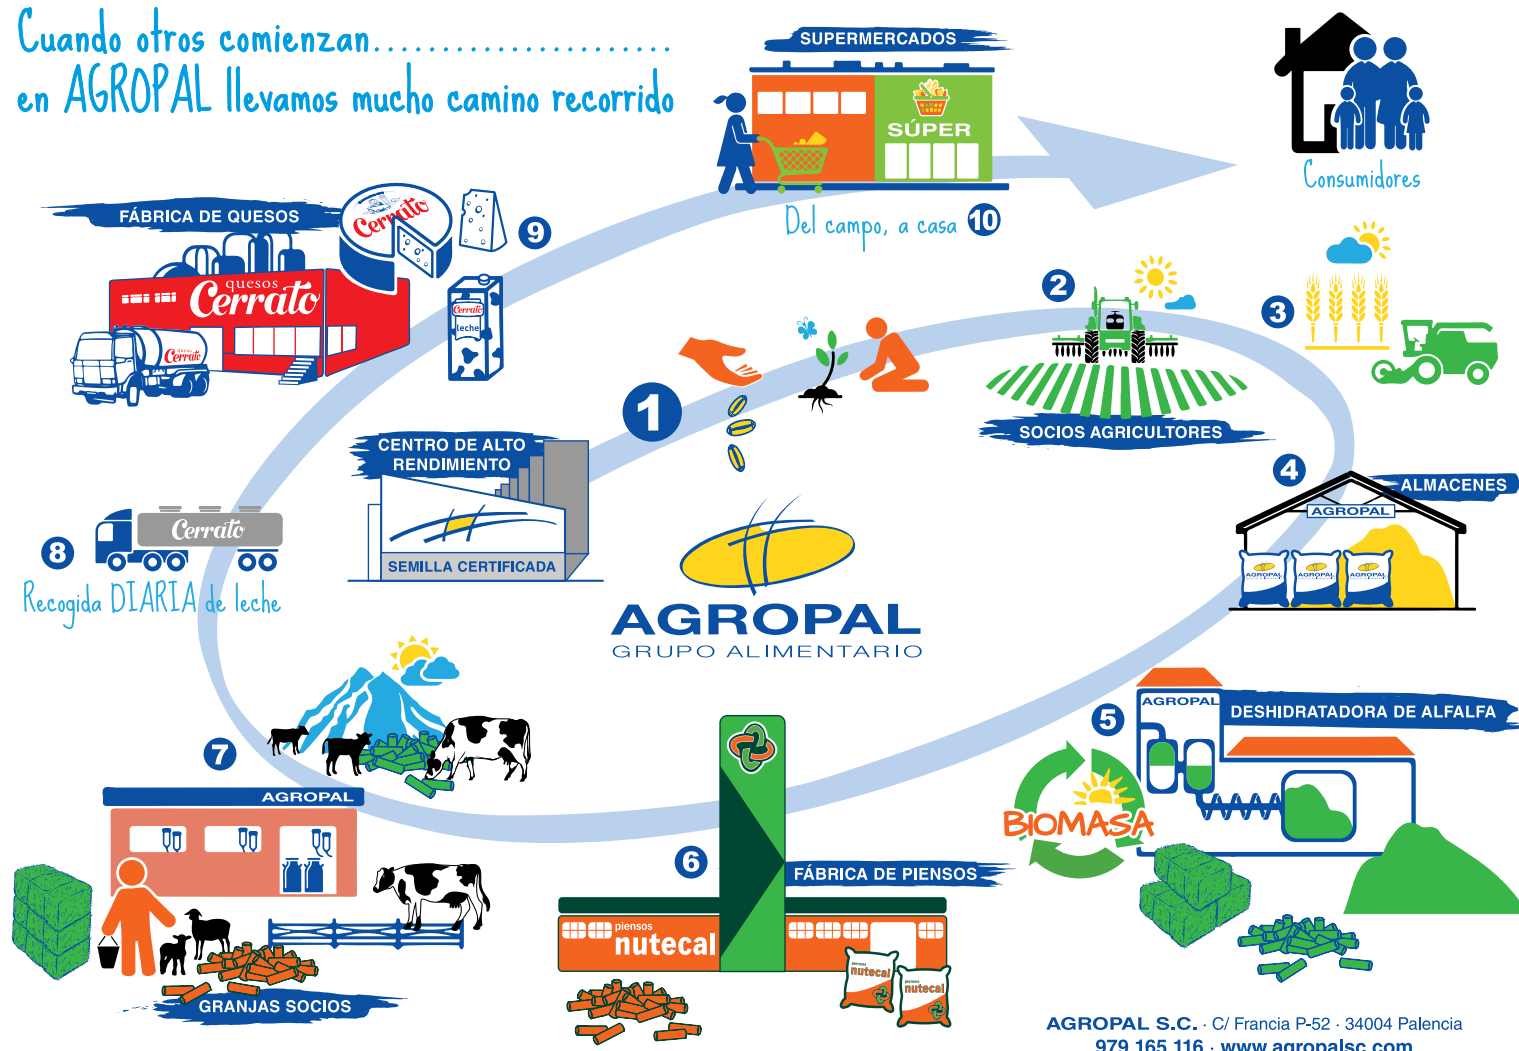 Cuando otros comienzan.....................
en AGROPAL llevamos mucho camino recorrido
SUPERMERCADOS
SÚPER
Del campo, a casa 10
Consumidores
FÁBRICA DE QUESOS
Cerrato
9
quesos
Cerrato
quesos
Cerrato
Cerrato
leche
1
2
SOCIOS AGRICULTORES
3
CENTRO DE ALTO
RENDIMIENTO
SEMILLA CERTIFICADA
4
ALMACENES
AGROPAL
AGROPAL
AGROPAL
AGROPAL
8
Cerrato
Recogida DIARIA de leche
AGROPAL
GRUPO ALIMENTARIO
5
AGROPAL
DESHIDRATADORA DE ALFALFA
BIOMASA
6
FÁBRICA DE PIENSOS
piensos
nutecal
piensos
nutecal
piensos
nutecal
7
AGROPAL
GRANJAS SOCIOS
AGROPAL S.C. · C/ Francia P-52 · 34004 Palencia
979 165 116 · www.agropalsc.com